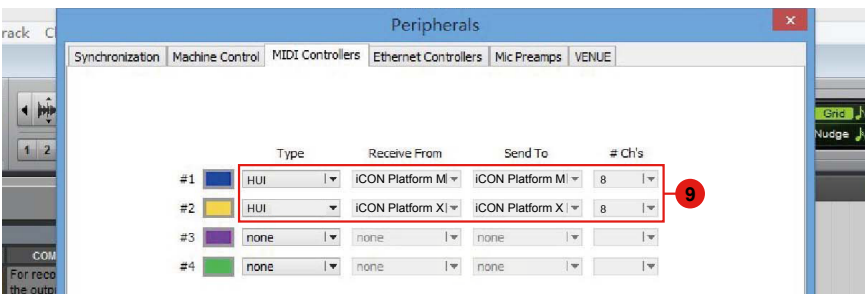 Peripherals
rack
Synchronization Machine Control MIDI Controllers Ethernet Controllers Mic Preamps VENUE
Grid
Nudge
1 2
Type Receive From Send To # Ch's
#1 HUI iCON Platform M iCON Platform M 8
9
#2 HUI iCON Platform X iCON Platform X 8
#3 none none none
#4 none none none
COM
For reco
the outp